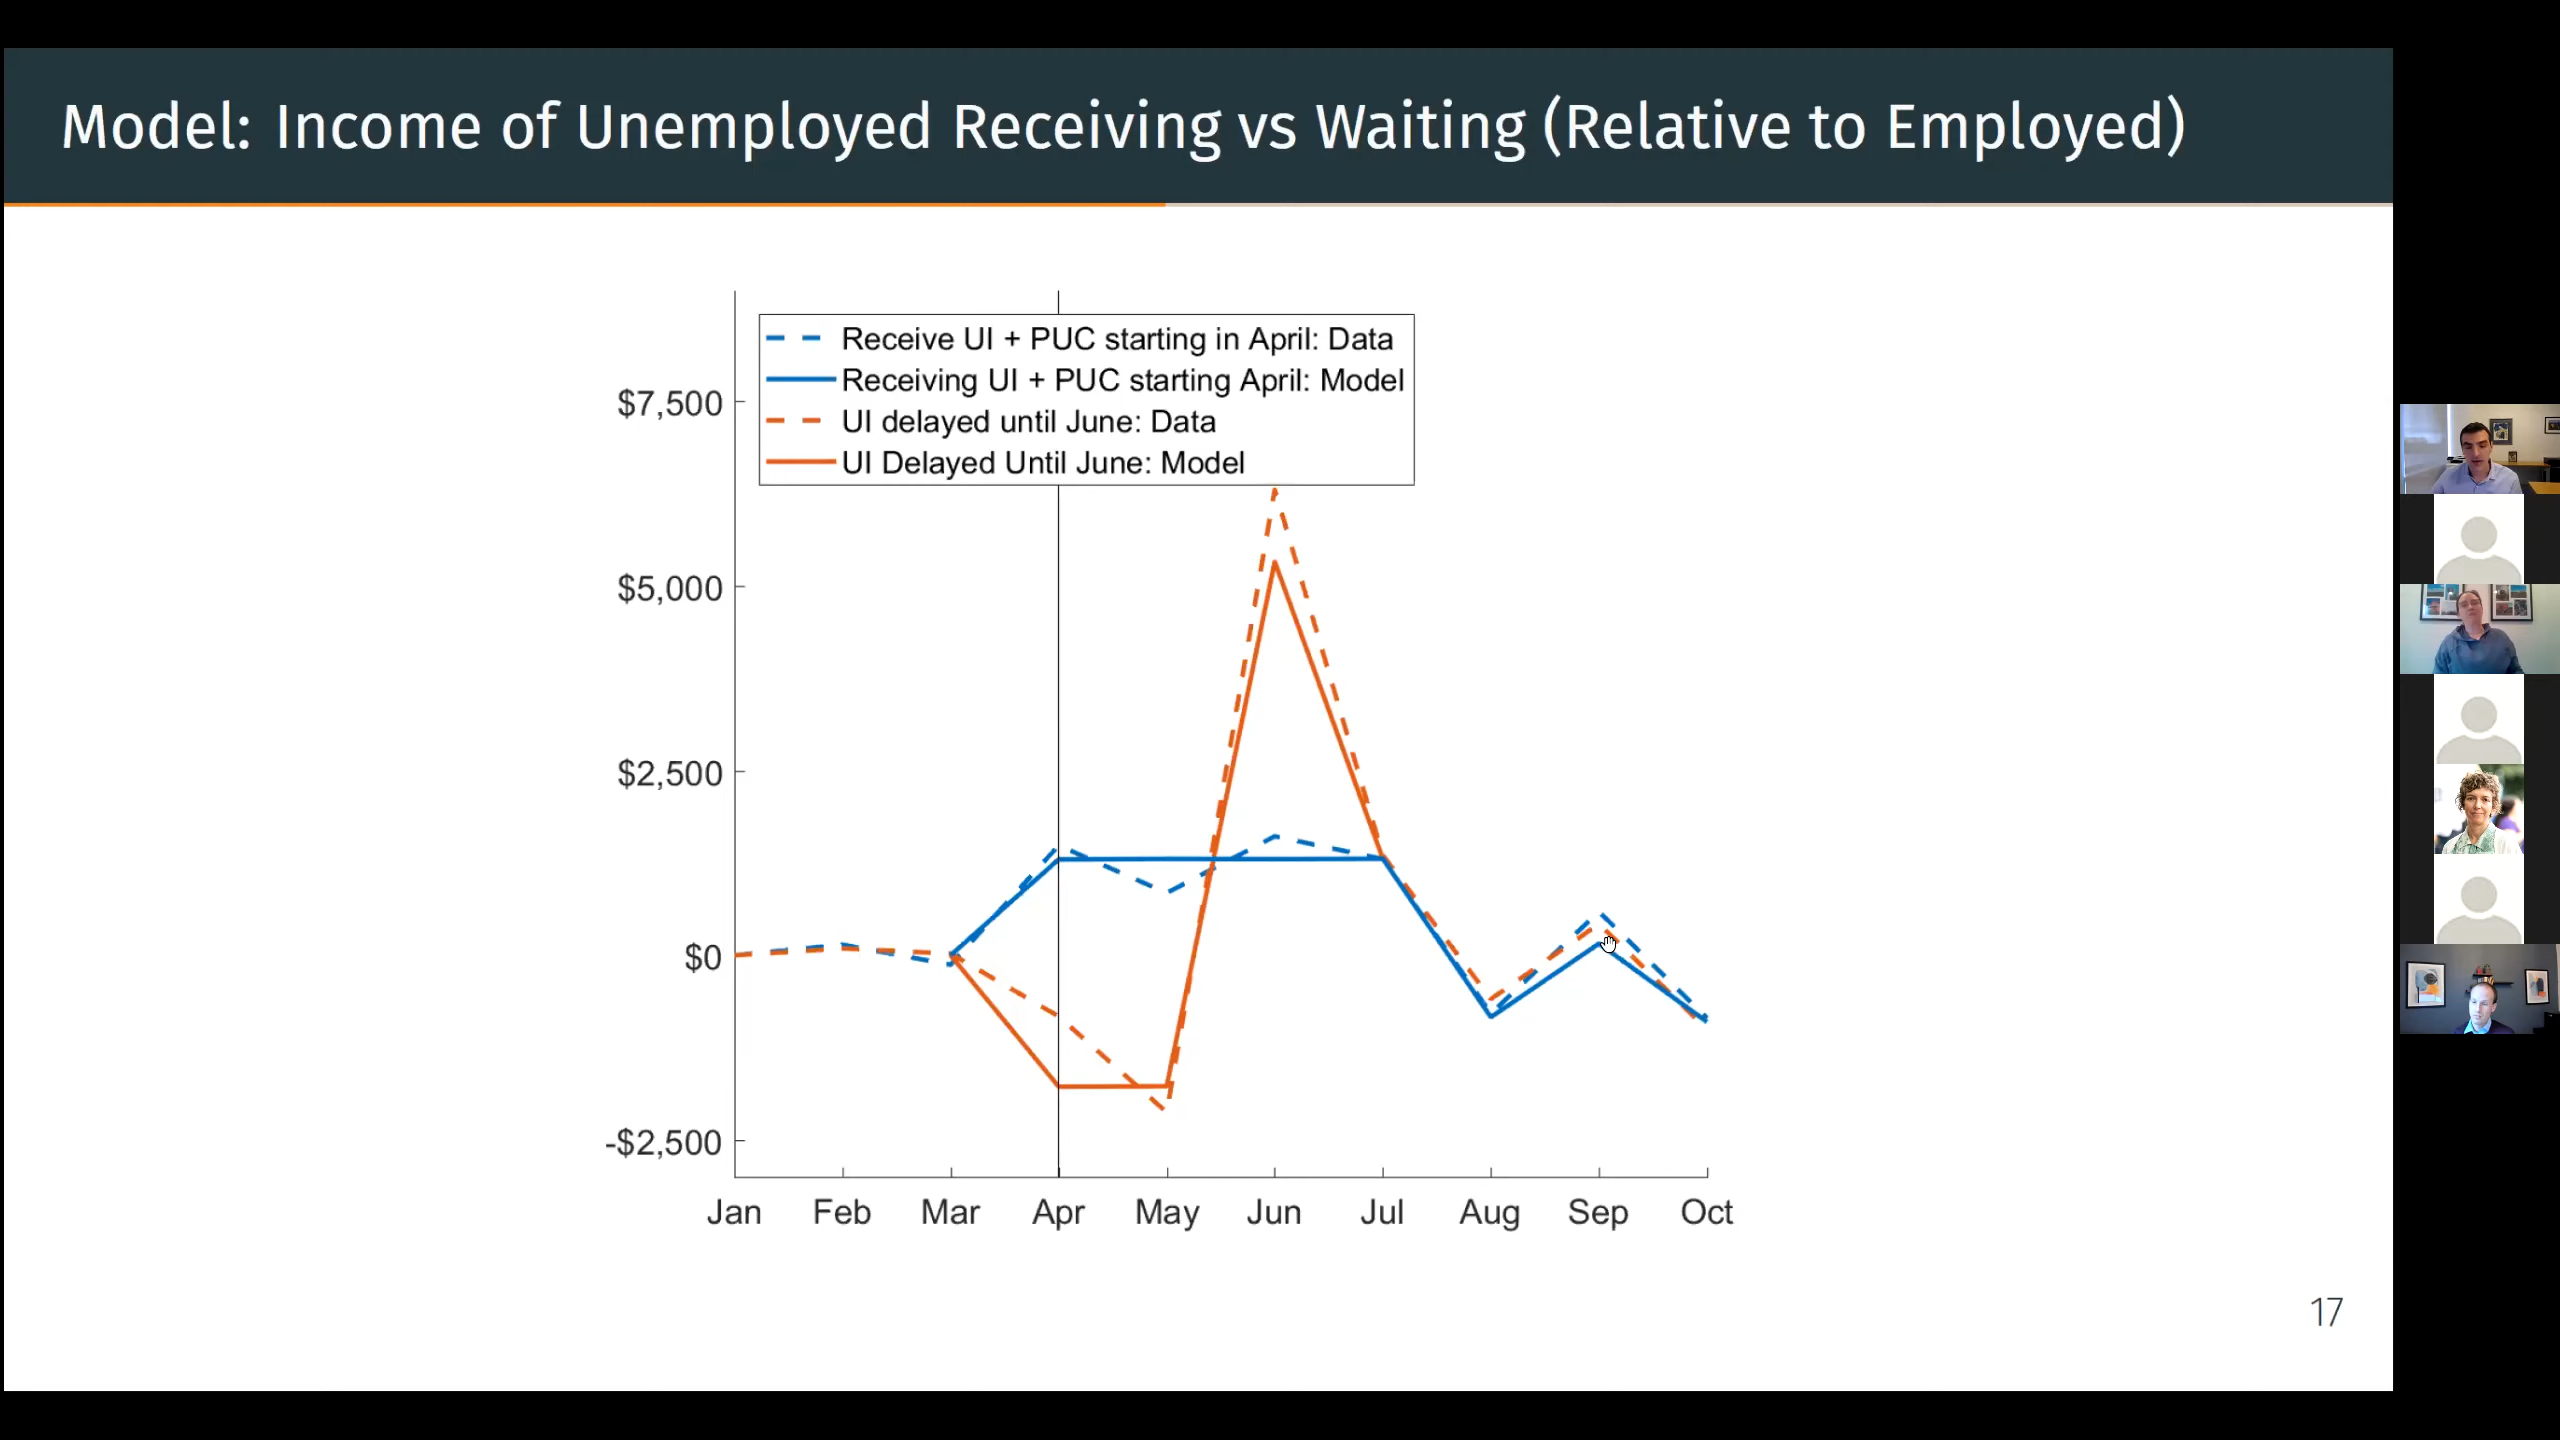 Model: Income of Unemployed Receiving vs Waiting (Relative to Employed)
Receive UI + PUC starting in April: Data
Receiving UI + PUC starting April: Model
UI delayed until June: Data
UI Delayed Until June: Model
$7,500
$5,000
$2,500
$0
-$2,500
Jan Feb Mar Apr May Jun Jul Aug Sep Oct
17